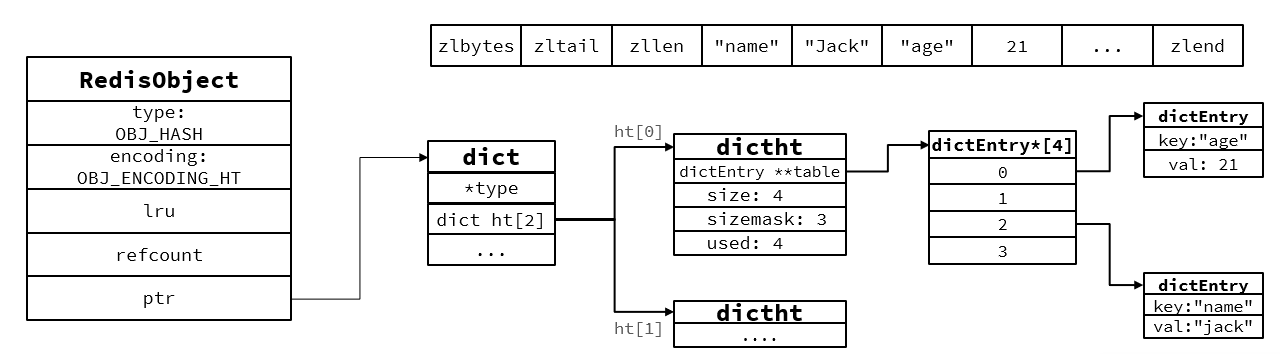 zlbytes zltail zllen "name" "Jack" "age" 21 ... zlend
RedisObject
type:
OBJ_HASH
encoding:
OBJ_ENCODING_HT
lru
refcount
ptr
dict
*type
dict ht[2]
...
ht[0]
dictht
dictEntry **table
size: 4
sizemask: 3
used: 4
ht[1]
dictht
....
dictEntry*[4]
0
1
2
3
dictEntry
key:"age"
val: 21
dictEntry
key:"name"
val:"jack"